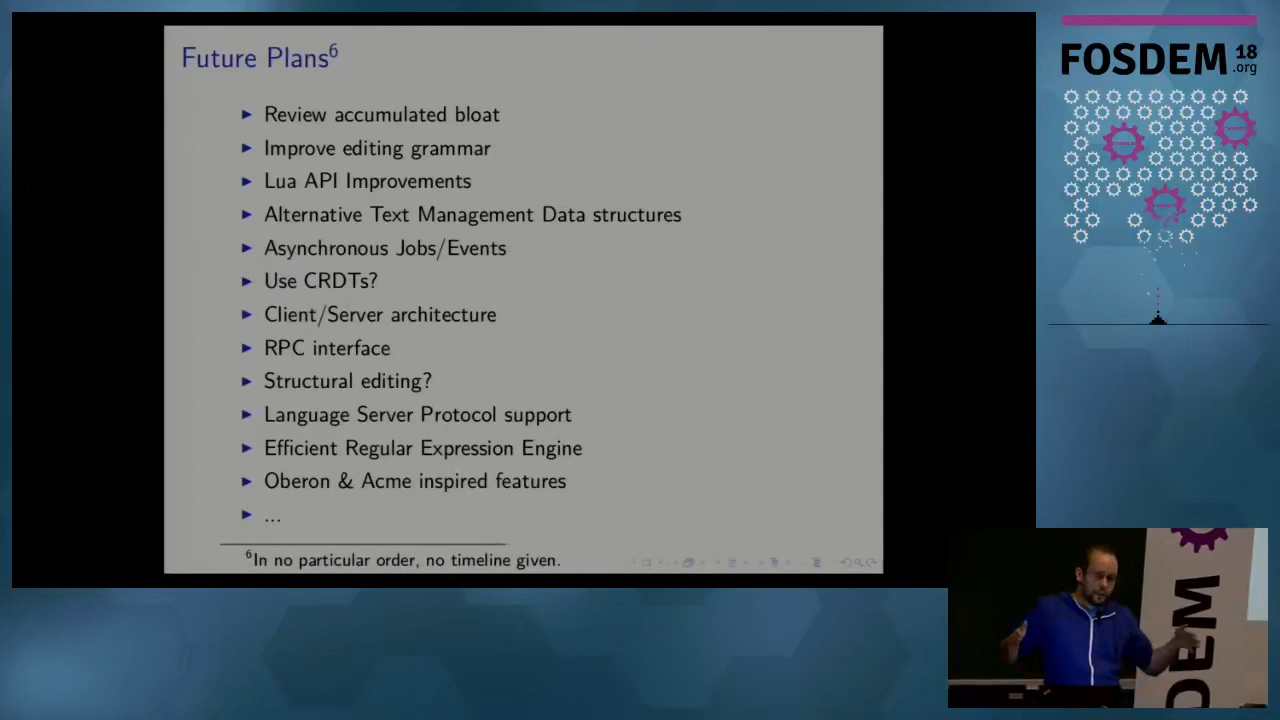 Future Plans⁶
▶ Review accumulated bloat
▶ Improve editing grammar
▶ Lua API Improvements
▶ Alternative Text Management Data structures
▶ Asynchronous Jobs/Events
▶ Use CRDTs?
▶ Client/Server architecture
▶ RPC interface
▶ Structural editing?
▶ Language Server Protocol support
▶ Efficient Regular Expression Engine
▶ Oberon & Acme inspired features
▶ ...
⁶In no particular order, no timeline given.
FOSDEM 18
.org
DEM